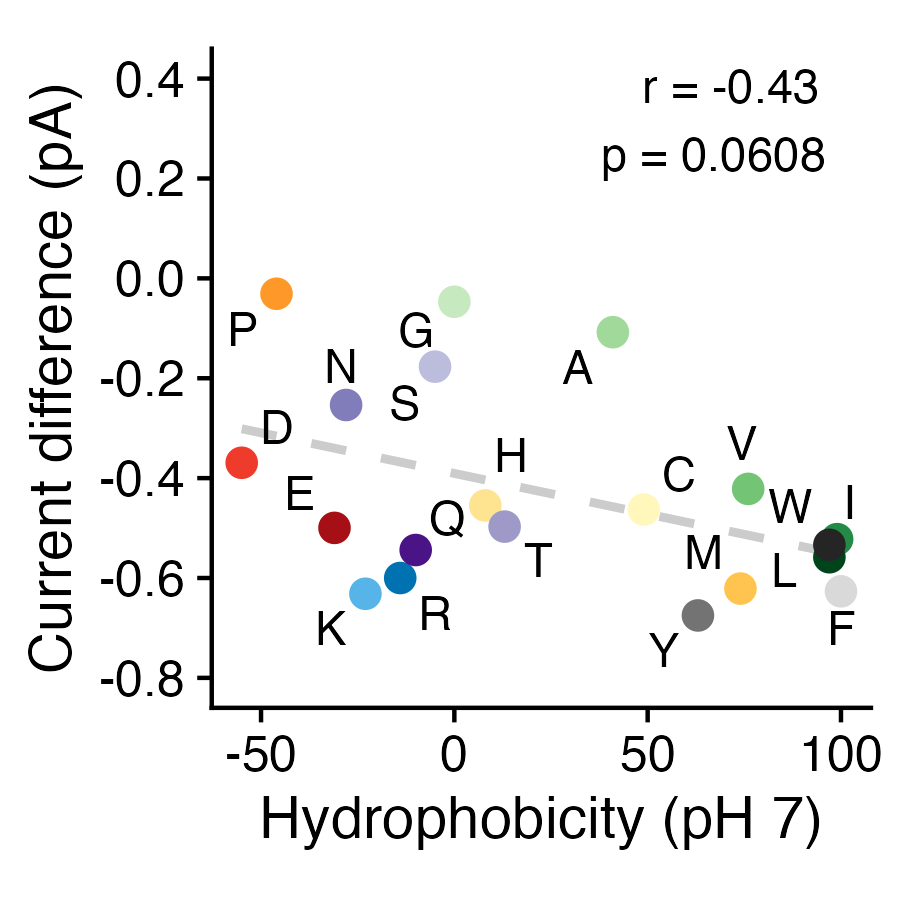 r = -0.43
p = 0.0608
Current difference (pA)
0.4
0.2
0.0
-0.2
-0.4
-0.6
-0.8
P
G
A
N
S
D
H
V
E
C
W
I
Q
T
M
L
K
R
Y
F
-50
0
50
100
Hydrophobicity (pH 7)